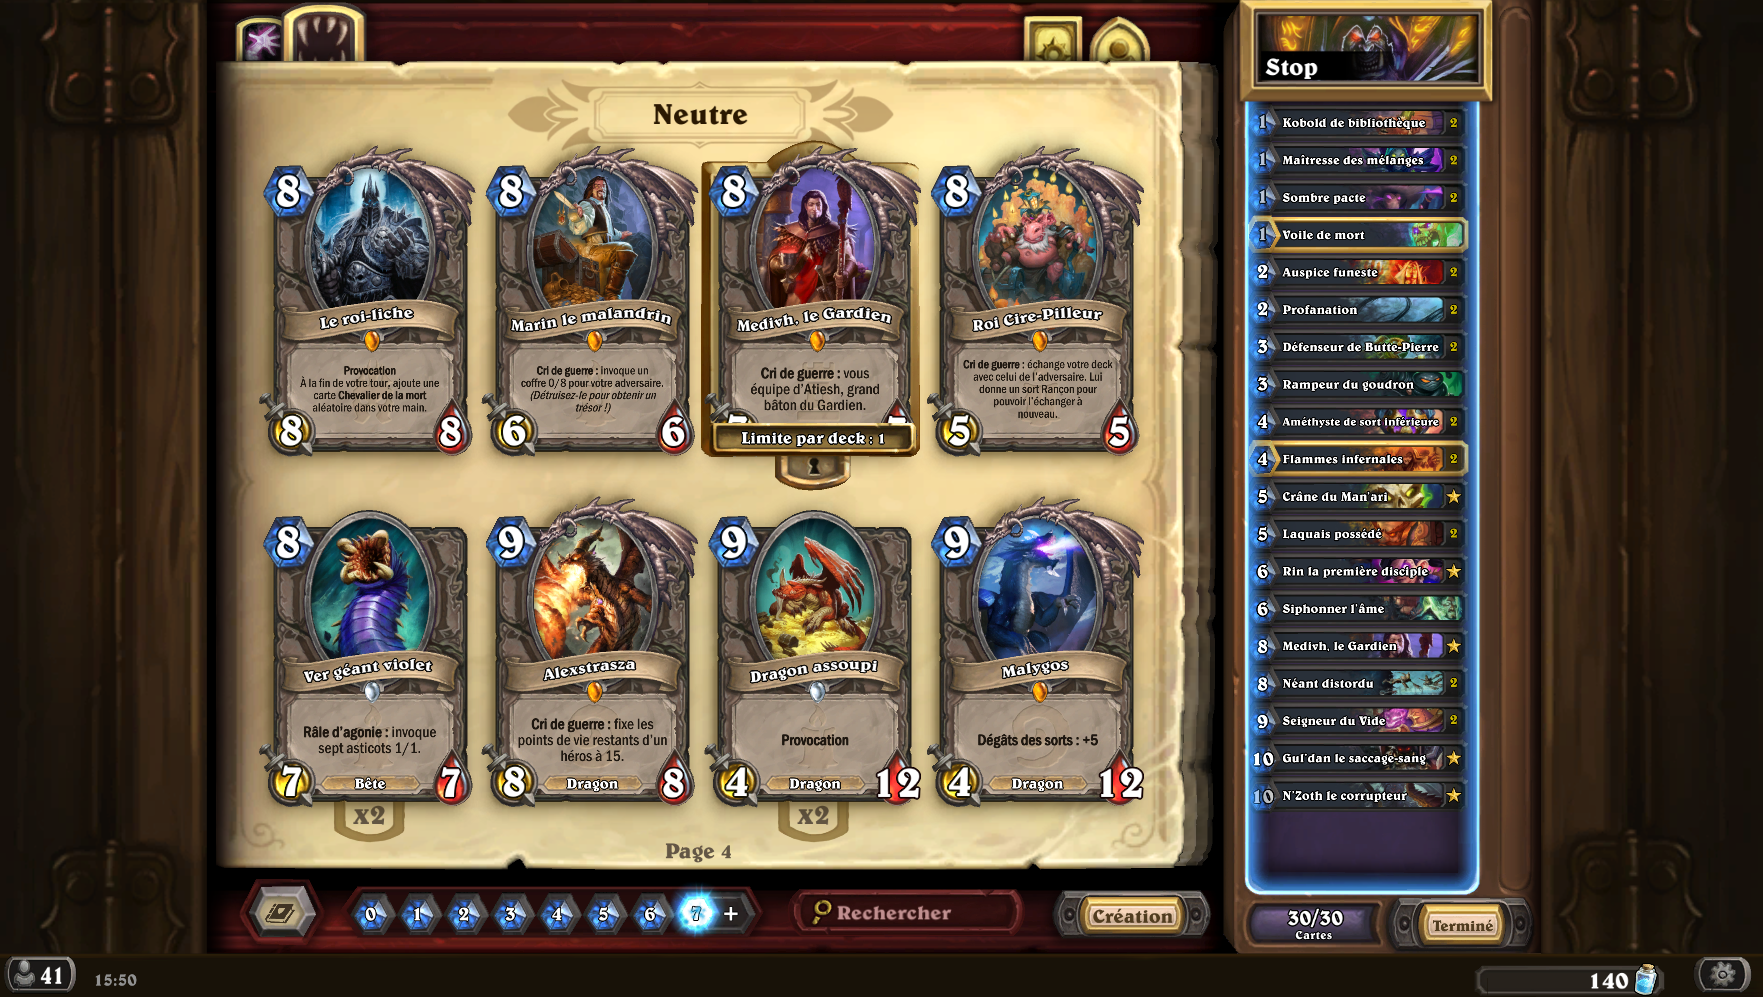 Neutre
8
Le roi-liche
Provocation
À la fin de votre tour, ajoute une
carte Chevalier de la mort
aléatoire dans votre main.
8
8
8
Marin le malandrin
Cri de guerre : invoque un
coffre 0/8 pour votre adversaire.
(Détruisez-le pour obtenir un
trésor !)
6
6
8
Medivh, le Gardien
Cri de guerre : vous
équipe d'Atiesh, grand
bâton du Gardien.
Limite par deck : 1
8
Roi Cire-Pilleur
Cri de guerre : échange votre deck
avec celui de l'adversaire. Lui
donne un sort Rançon pour
pouvoir l'échanger à
nouveau.
5
5
8
Ver géant violet
Râle d'agonie : invoque
sept asticots 1/1.
7
Bête
7
x2
9
Alexstrasza
Cri de guerre : fixe les
points de vie restants d'un
héros à 15.
8
Dragon
8
9
Dragon assoupi
Provocation
4
Dragon
12
x2
9
Malygos
Dégâts des sorts : +5
4
Dragon
12
Page 4
0
1
2
3
4
5
6
7
+
Rechercher
Création
Stop
1 Kobold de bibliothèque 2
1 Maîtresse des mélanges 2
1 Sombre pacte 2
1 Voile de mort
2 Auspice funeste 2
2 Profanation 2
3 Défenseur de Butte-Pierre 2
3 Rampeur du goudron
4 Améthyste de sort inférieure 2
4 Flammes infernales 2
5 Crâne du Man'ari
5 Laquais possédé 2
6 Rin la première disciple
6 Siphonner l'âme
8 Medivh, le Gardien
8 Néant distordu 2
9 Seigneur du Vide 2
10 Gul'dan le saccage-sang
10 N'Zoth le corrupteur
30/30
Cartes
Terminé
41
15:50
140